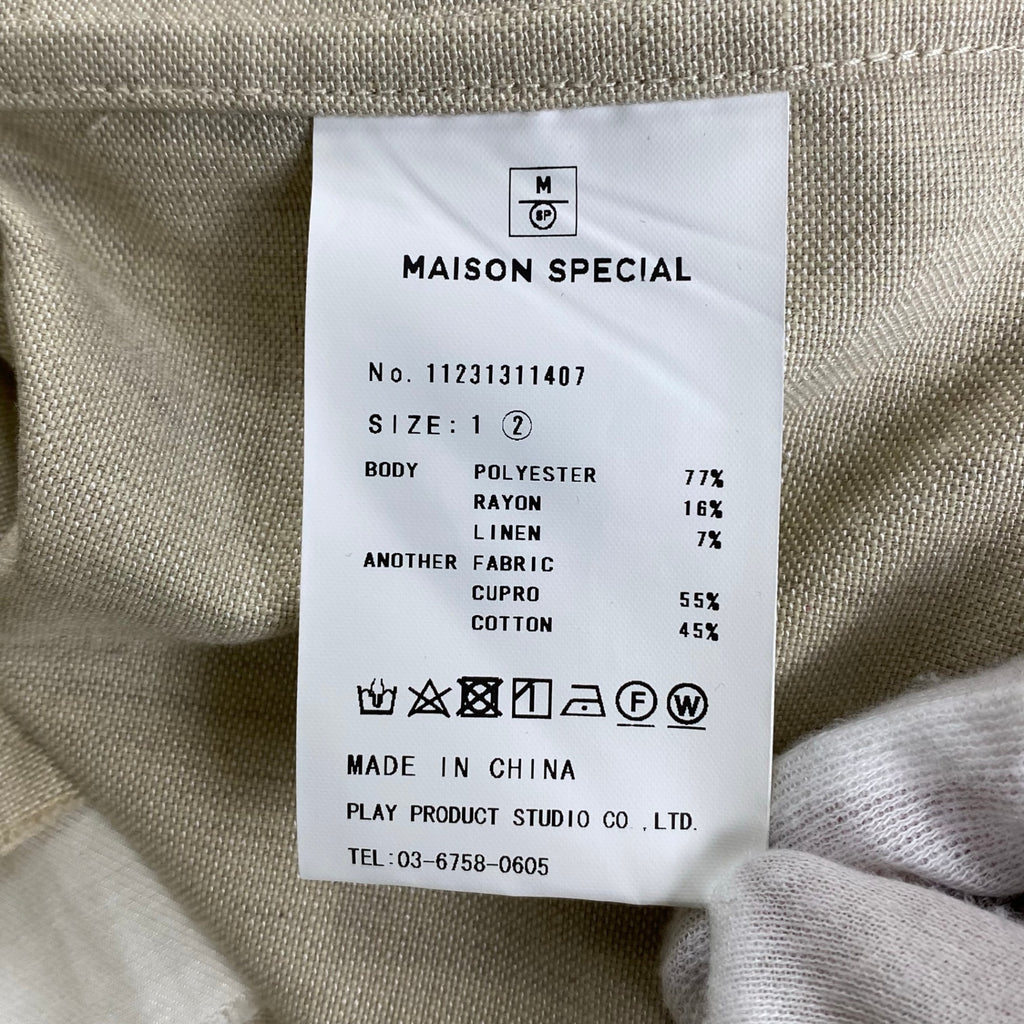 M
SP
MAISON SPECIAL
No. 11231311407
SIZE: 1 ②
BODY POLYESTER 77%
RAYON 16%
LINEN 7%
ANOTHER FABRIC
CUPRO 55%
COTTON 45%
F W
MADE IN CHINA
PLAY PRODUCT STUDIO CO.,LTD.
TEL:03-6758-0605